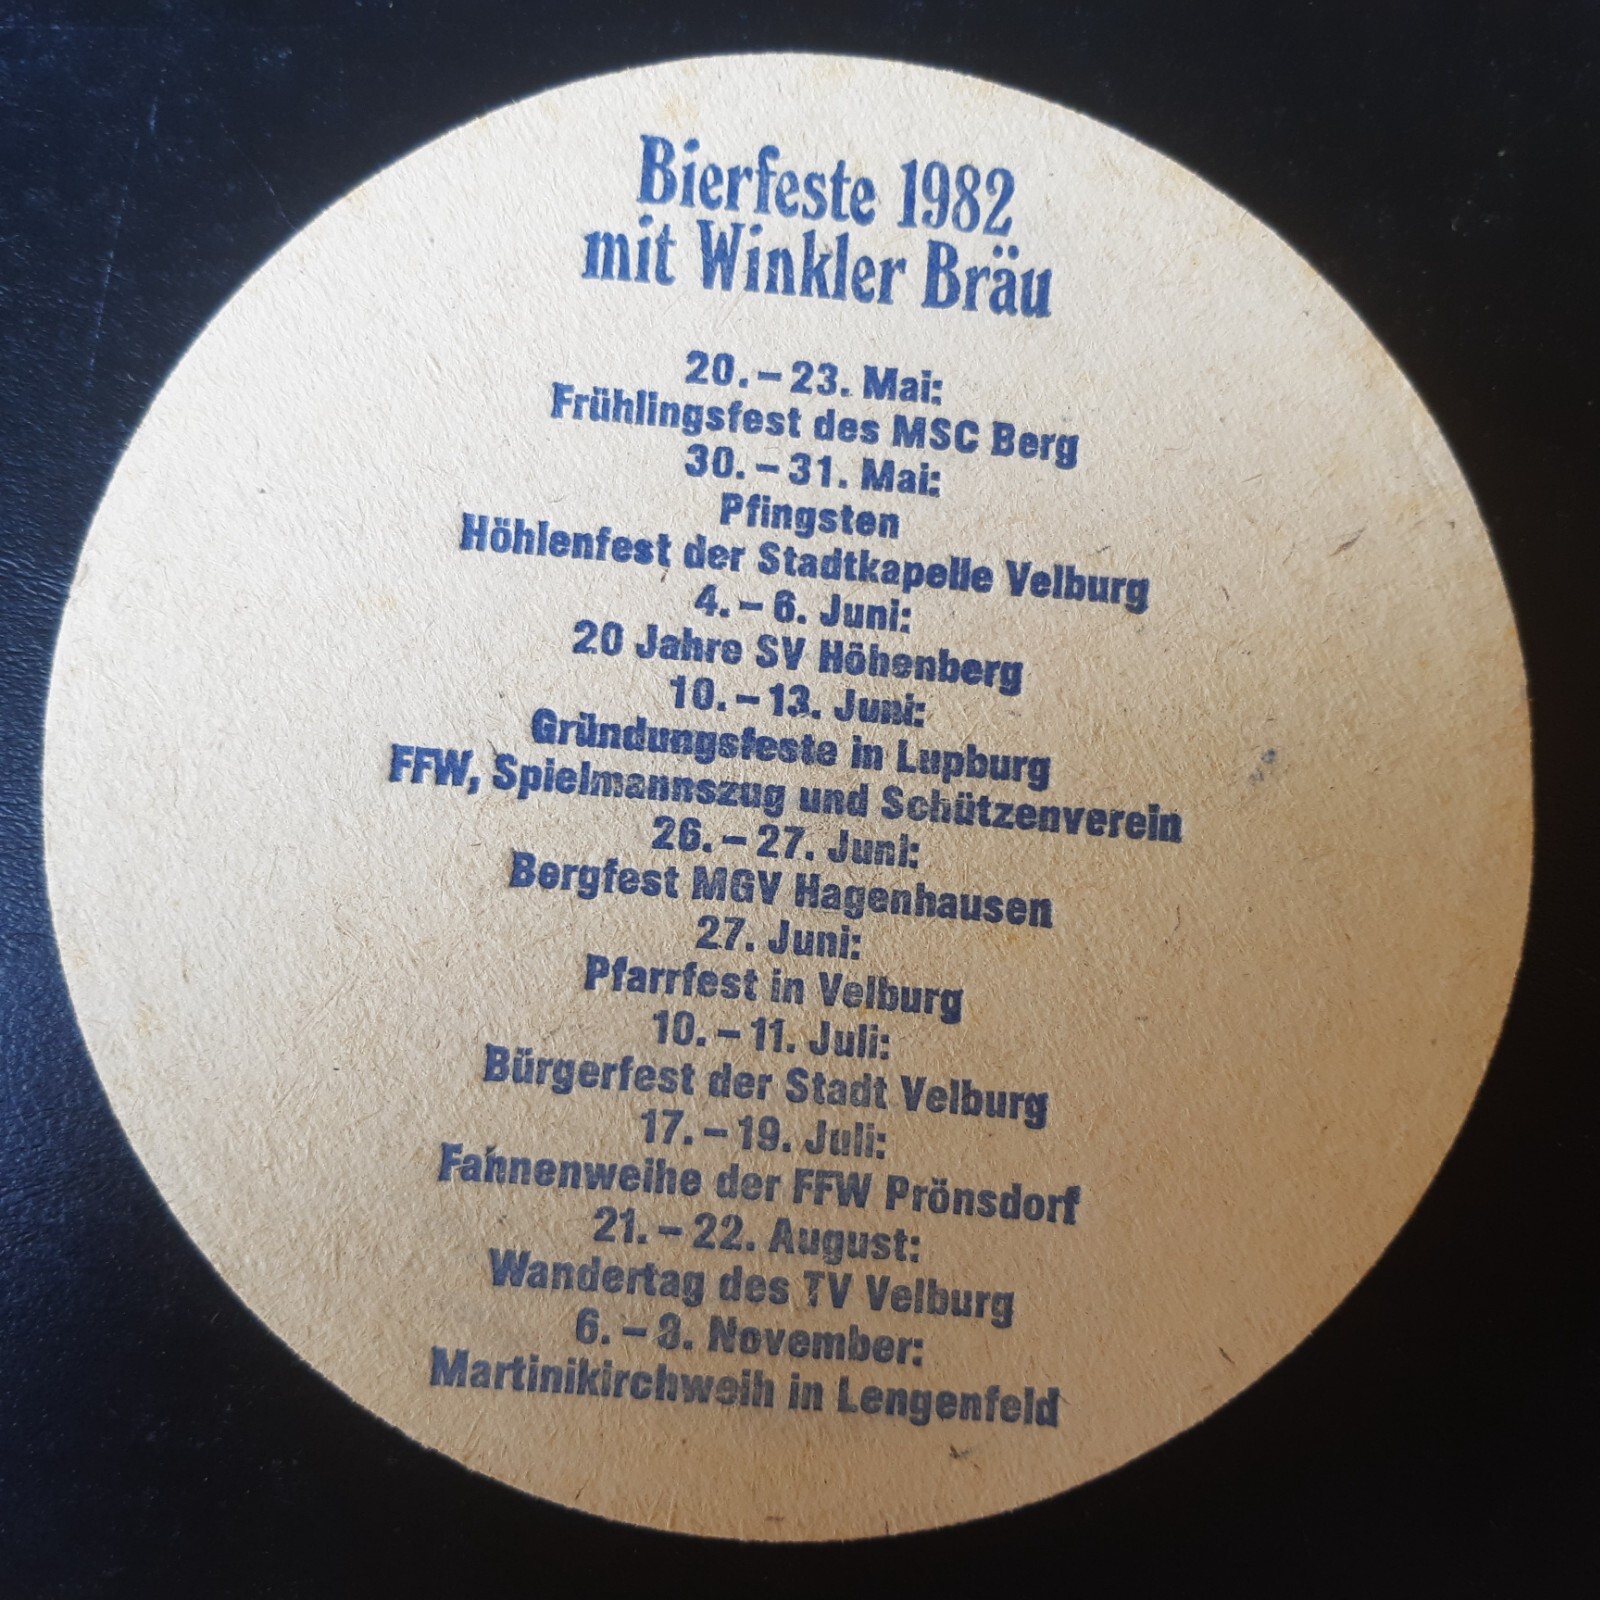 Bierfeste 1982
mit Winkler Bräu
20. – 23. Mai:
Frühlingsfest des MSC Berg
30. – 31. Mai:
Pfingsten
Höhlenfest der Stadtkapelle Velburg
4. – 6. Juni:
20 Jahre SV Höhenberg
10. – 13. Juni:
Gründungsfeste in Lupburg
FFW, Spielmannszug und Schützenverein
26. – 27. Juni:
Bergfest MGV Hagenhausen
27. Juni:
Pfarrfest in Velburg
10. – 11. Juli:
Bürgerfest der Stadt Velburg
17. – 19. Juli:
Fahnenweihe der FFW Prönsdorf
21. – 22. August:
Wandertag des TV Velburg
6. – 8. November:
Martinikirchweih in Lengenfeld